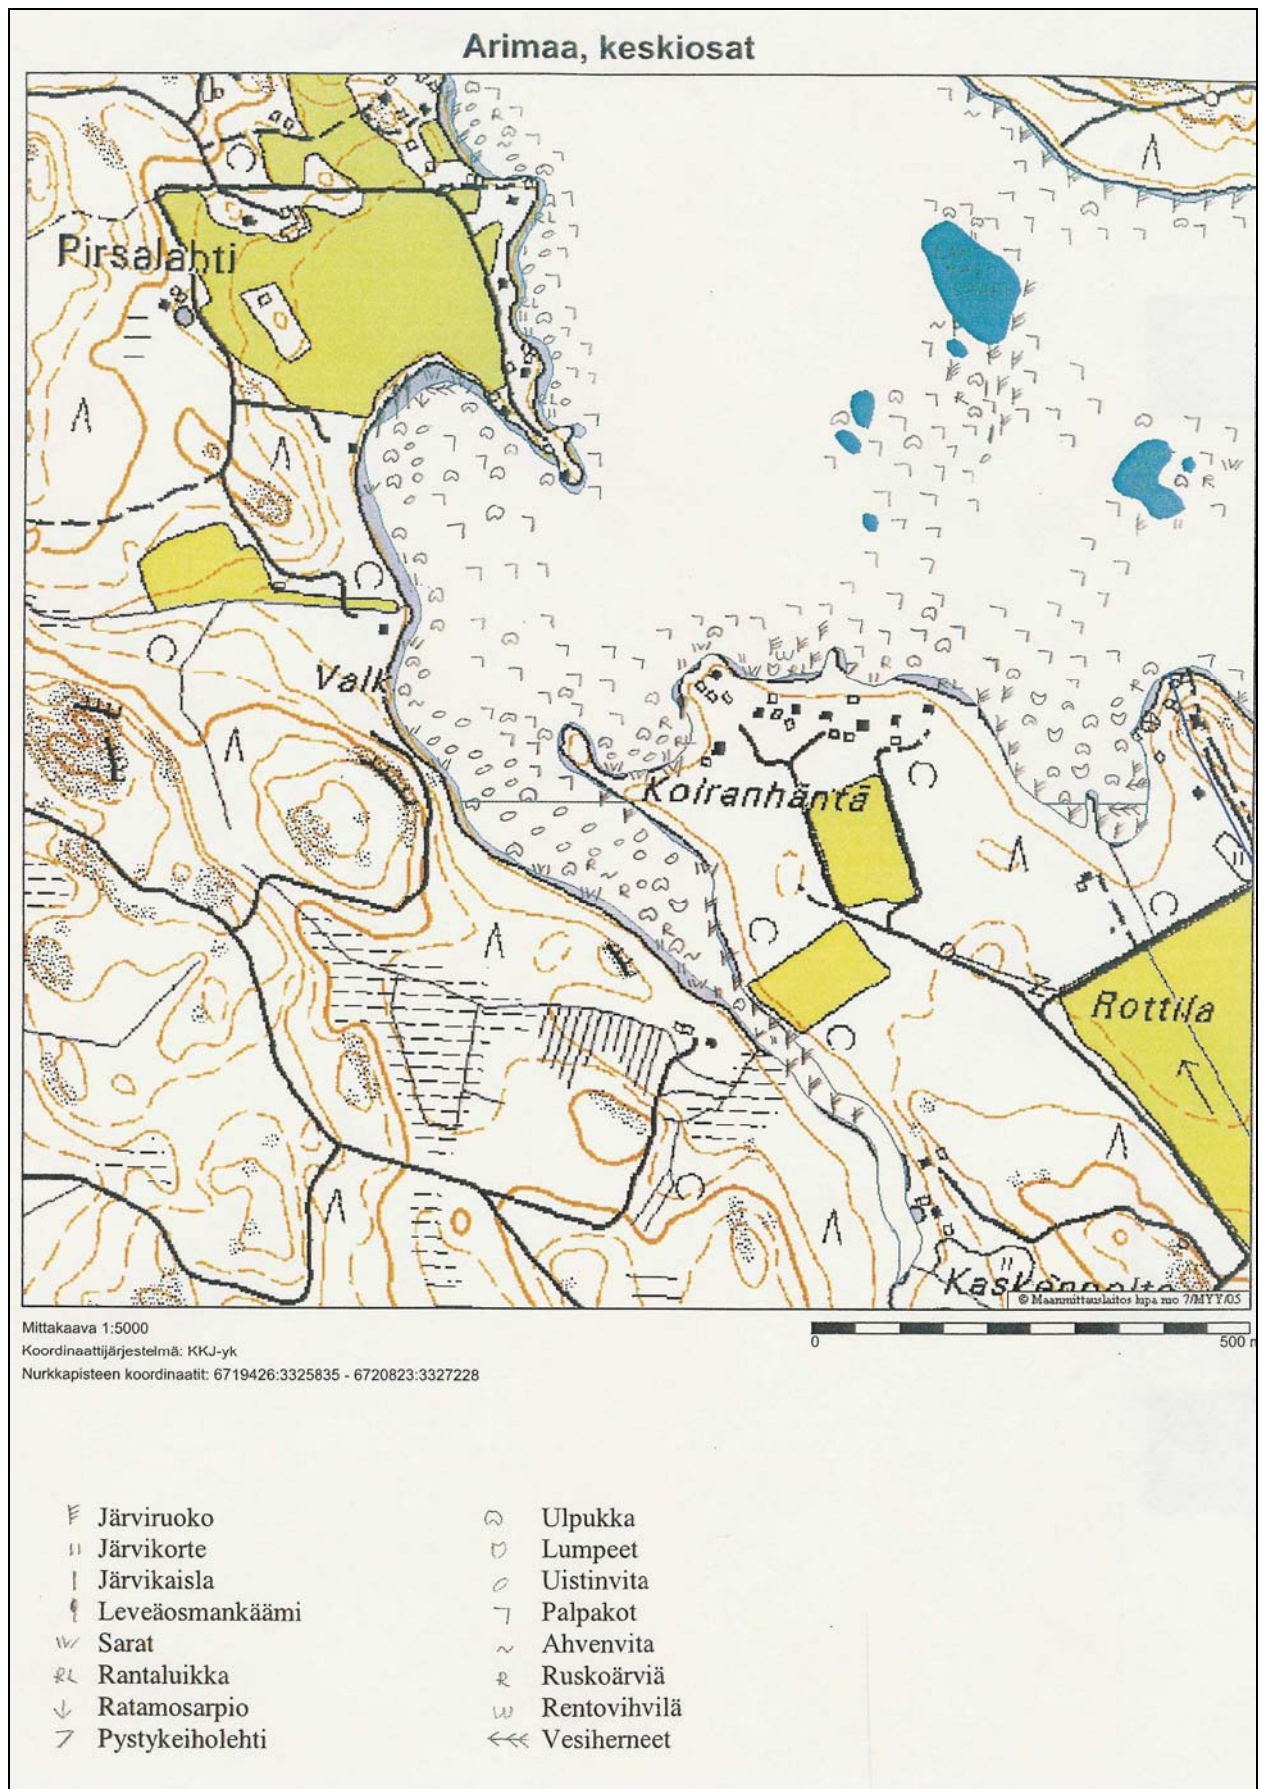 Arimaa, keskiosat
Pirsalahti
Valk
Koiranhäntä
Rottila
© Maanmittauslaitos lupa nro 7/MYY/05
Mittakaava 1:5000
Koordinaattijärjestelmä: KKJ-yk
Nurkkapisteen koordinaatit: 6719426:3325835 - 6720823:3327228
0
500 m
Järviruoko
Järvikorte
Järvikaisla
Leveäosmankäämi
Sarat
RL Rantaluikka
Ratamosarpio
Pystykeiholehti
Ulpukka
Lumpeet
Uistinvita
Palpakot
Ahvenvita
R Ruskoärviä
Rentovihvilä
Vesiherneet